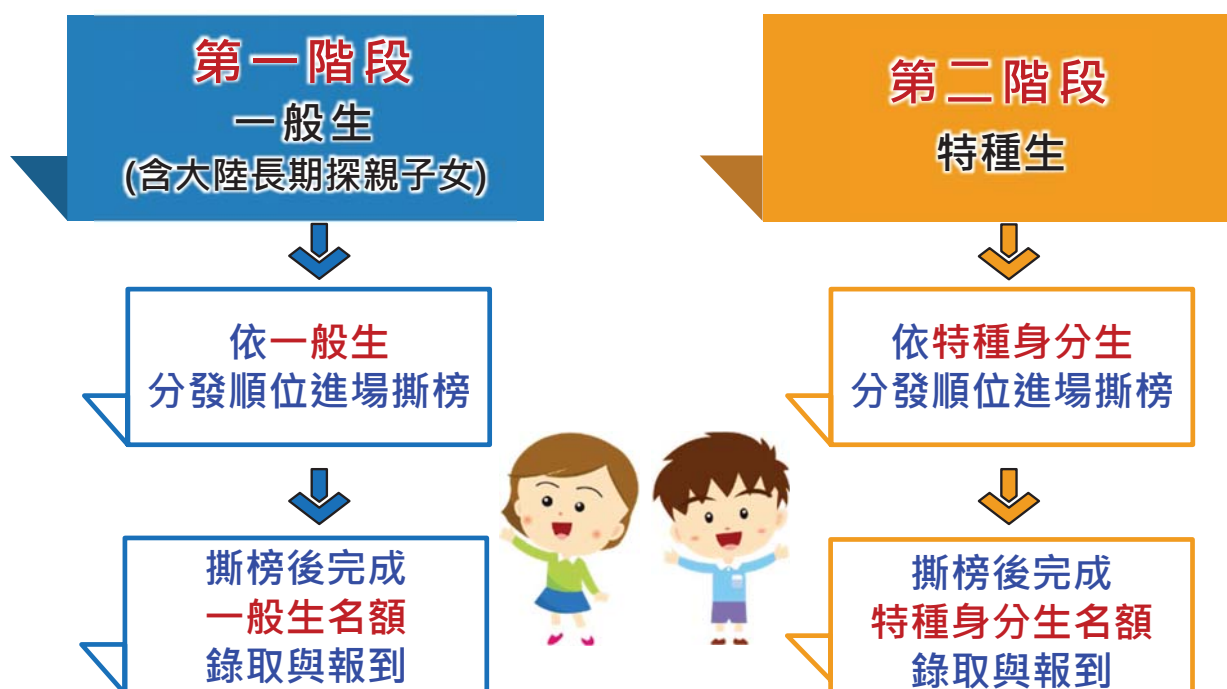 第一階段
一般生
(含大陸長期探親子女)
依一般生
分發順位進場撕榜
撕榜後完成
一般生名額
錄取與報到
第二階段
特種生
依特種身分生
分發順位進場撕榜
撕榜後完成
特種身分生名額
錄取與報到